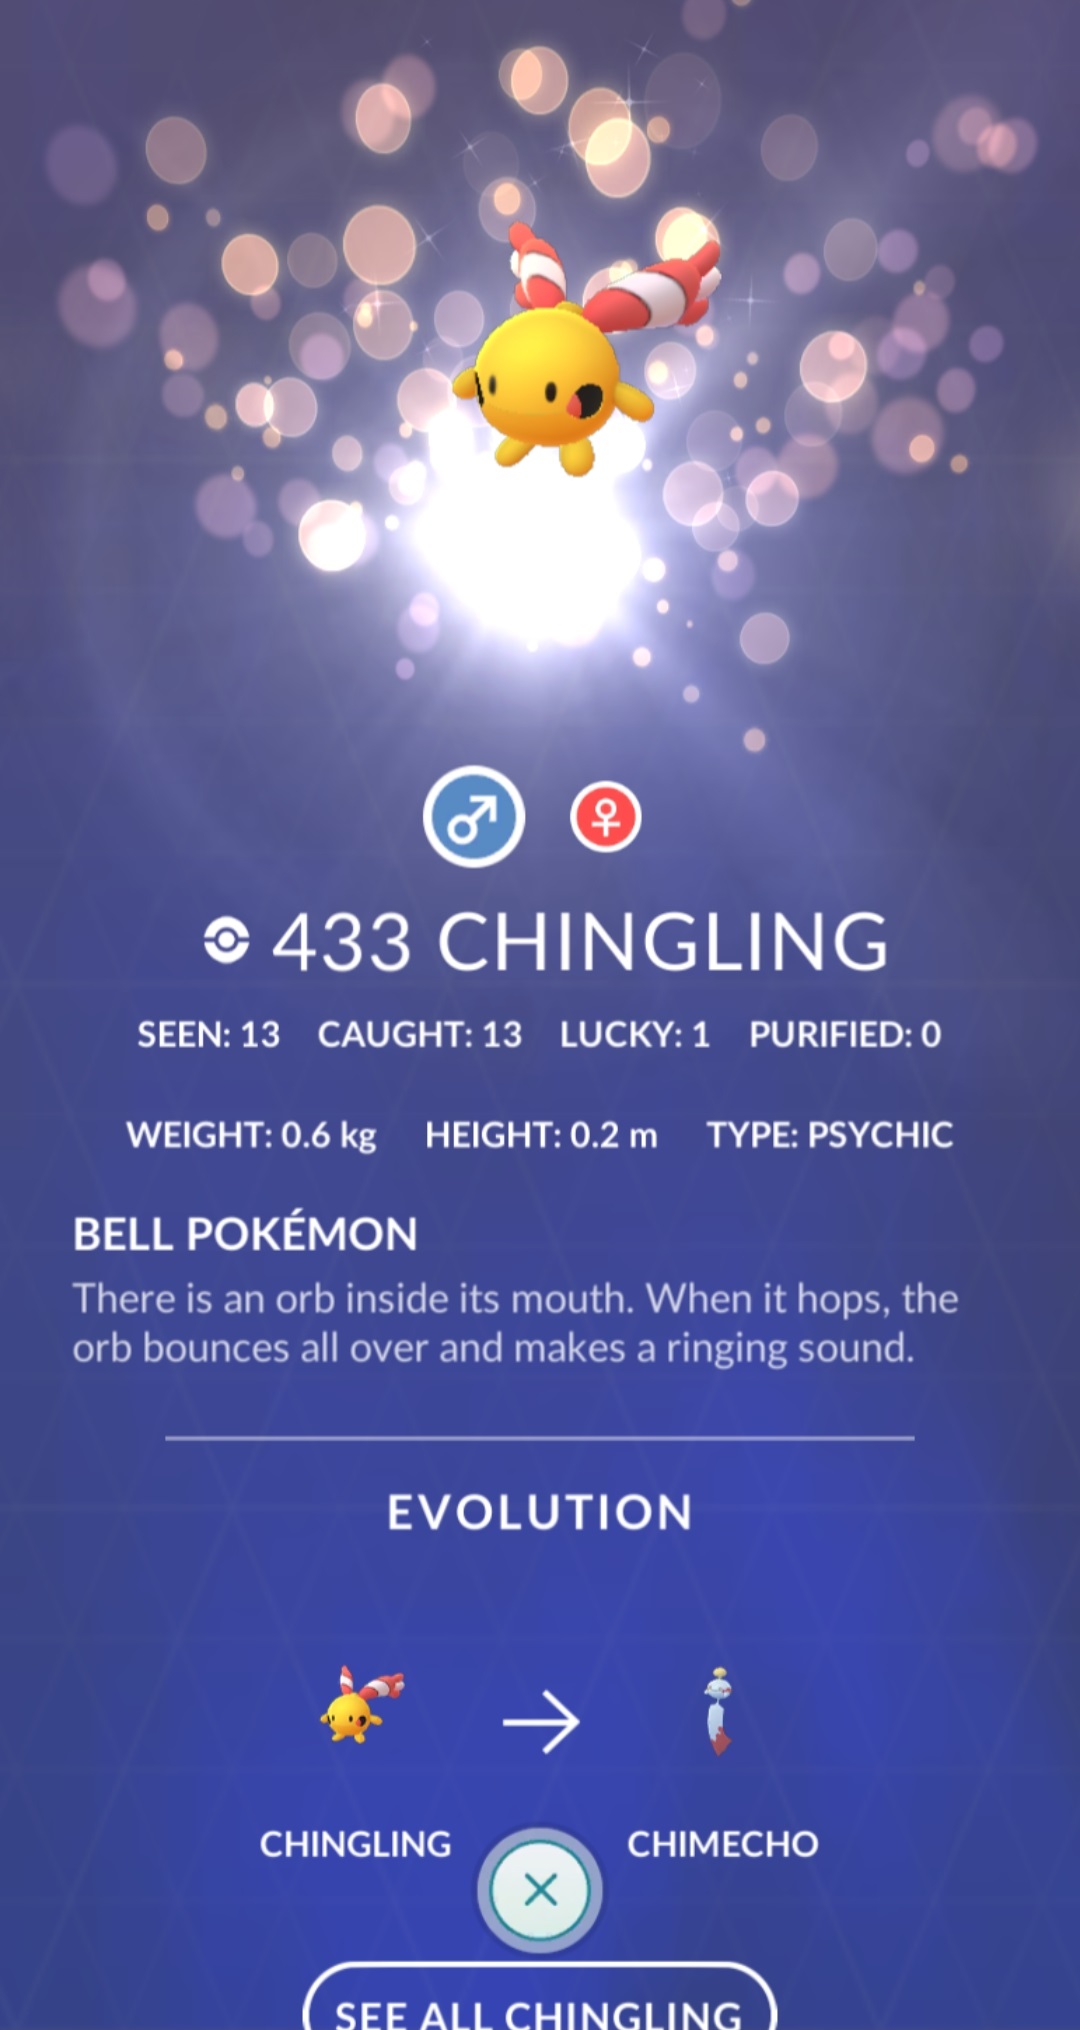 433 CHINGLING
SEEN: 13 CAUGHT: 13 LUCKY: 1 PURIFIED: 0
WEIGHT: 0.6 kg HEIGHT: 0.2 m TYPE: PSYCHIC
BELL POKÉMON
There is an orb inside its mouth. When it hops, the
orb bounces all over and makes a ringing sound.
EVOLUTION
CHINGLING CHIMECHO
SEE ALL CHINGLING